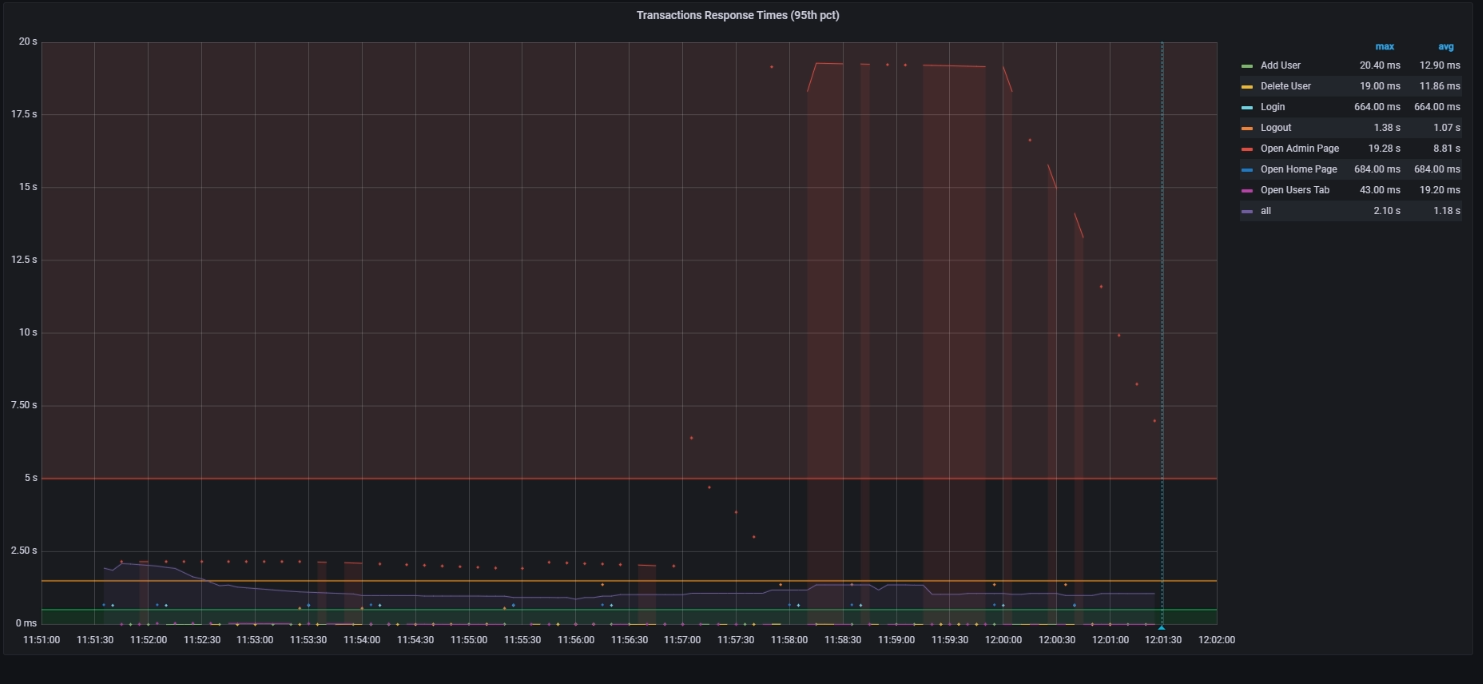 Transactions Response Times (95th pct)
20 s
17.5 s
15 s
12.5 s
10 s
7.50 s
5 s
2.50 s
0 ms
11:51:00 11:51:30 11:52:00 11:52:30 11:53:00 11:53:30 11:54:00 11:54:30 11:55:00 11:55:30 11:56:00 11:56:30 11:57:00 11:57:30 11:58:00 11:58:30 11:59:00 11:59:30 12:00:00 12:00:30 12:01:00 12:01:30 12:02:00
max avg
Add User 20.40 ms 12.90 ms
Delete User 19.00 ms 11.86 ms
Login 664.00 ms 664.00 ms
Logout 1.38 s 1.07 s
Open Admin Page 19.28 s 8.81 s
Open Home Page 684.00 ms 684.00 ms
Open Users Tab 43.00 ms 19.20 ms
all 2.10 s 1.18 s